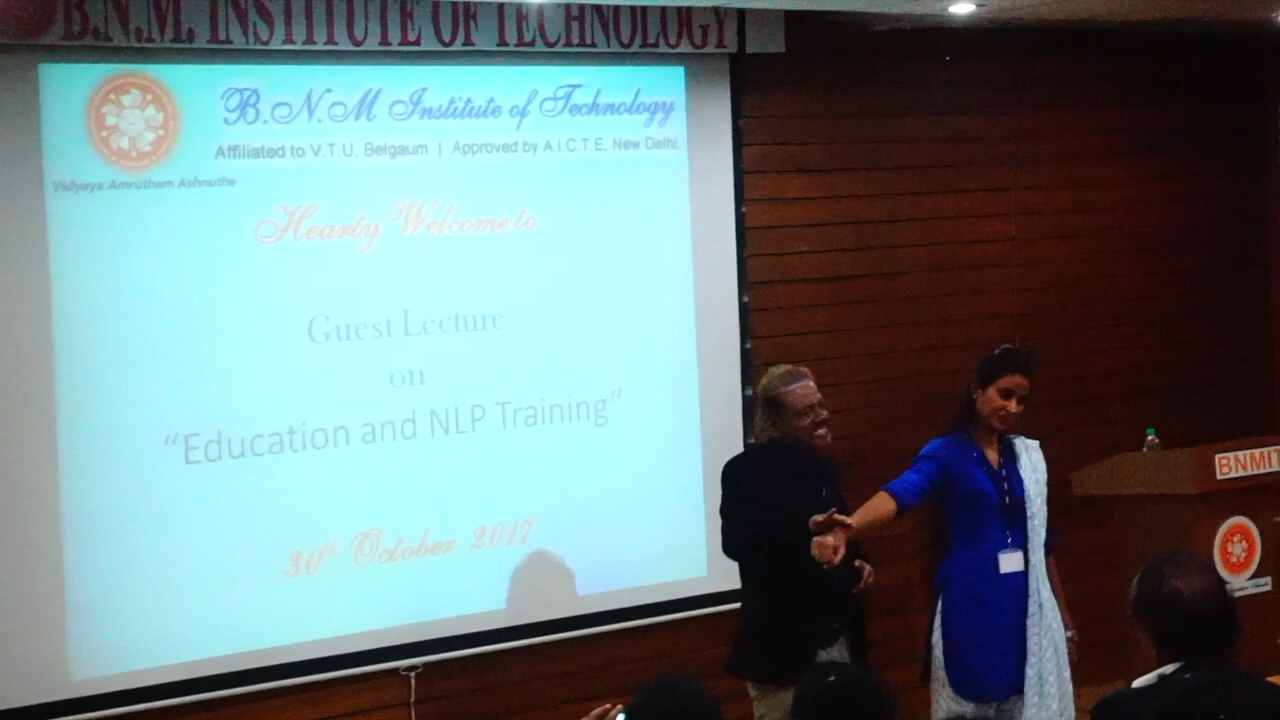 B.N.M. INSTITUTE OF TECHNOLOGY
B.N.M Institute of Technology
Affiliated to V.T.U, Belgaum | Approved by A.I.C.T.E, New Delhi.
Vidyaya Amrutham Ashnuthe
Hearty Welcome to
Guest Lecture
on
“Education and NLP Training”
30th October 2017
BNMIT